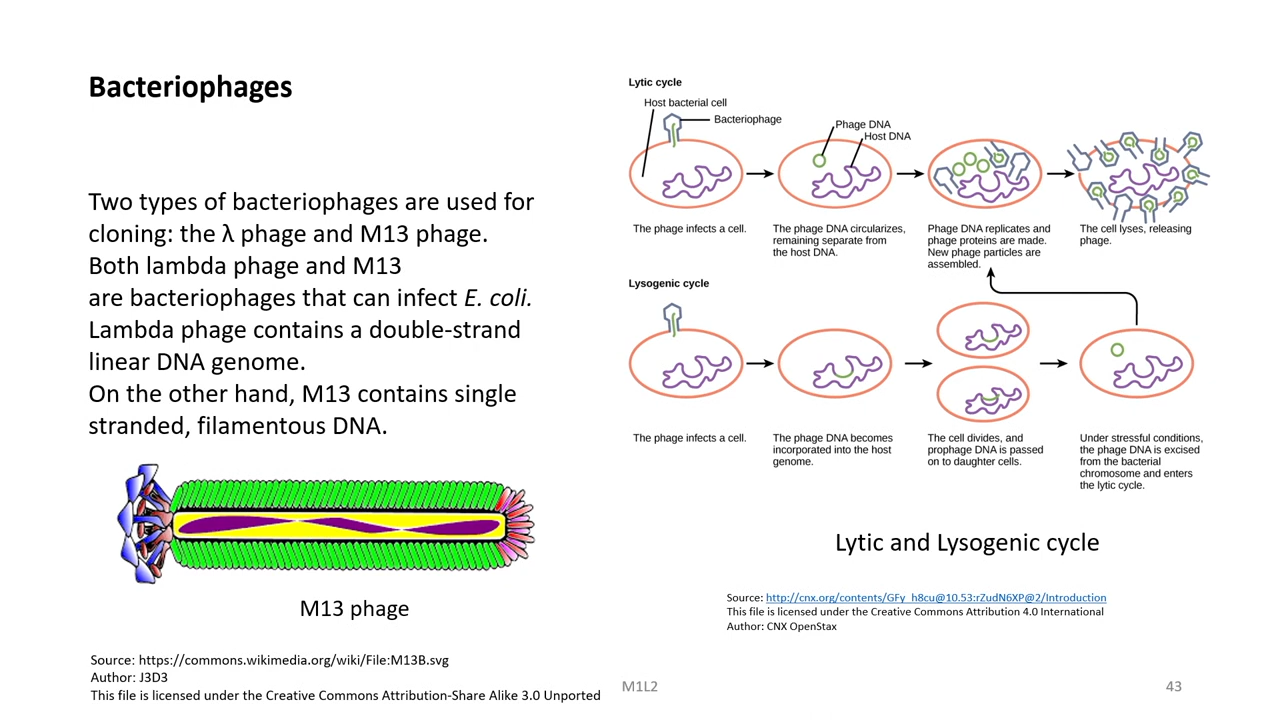 Bacteriophages
Two types of bacteriophages are used for
cloning: the λ phage and M13 phage.
Both lambda phage and M13
are bacteriophages that can infect E. coli.
Lambda phage contains a double-strand
linear DNA genome.
On the other hand, M13 contains single
stranded, filamentous DNA.
M13 phage
Source: https://commons.wikimedia.org/wiki/File:M13B.svg
Author: J3D3
This file is licensed under the Creative Commons Attribution-Share Alike 3.0 Unported
Lytic cycle
Host bacterial cell
Bacteriophage
Phage DNA
Host DNA
The phage infects a cell.
The phage DNA circularizes,
remaining separate from
the host DNA.
Phage DNA replicates and
phage proteins are made.
New phage particles are
assembled.
The cell lyses, releasing
phage.
Lysogenic cycle
The phage infects a cell.
The phage DNA becomes
incorporated into the host
genome.
The cell divides, and
prophage DNA is passed
on to daughter cells.
Under stressful conditions,
the phage DNA is excised
from the bacterial
chromosome and enters
the lytic cycle.
Lytic and Lysogenic cycle
Source: http://cnx.org/contents/GFy_h8cu@10.53:rZudN6XP@2/Introduction
This file is licensed under the Creative Commons Attribution 4.0 International
Author: CNX OpenStax
M1L2
43